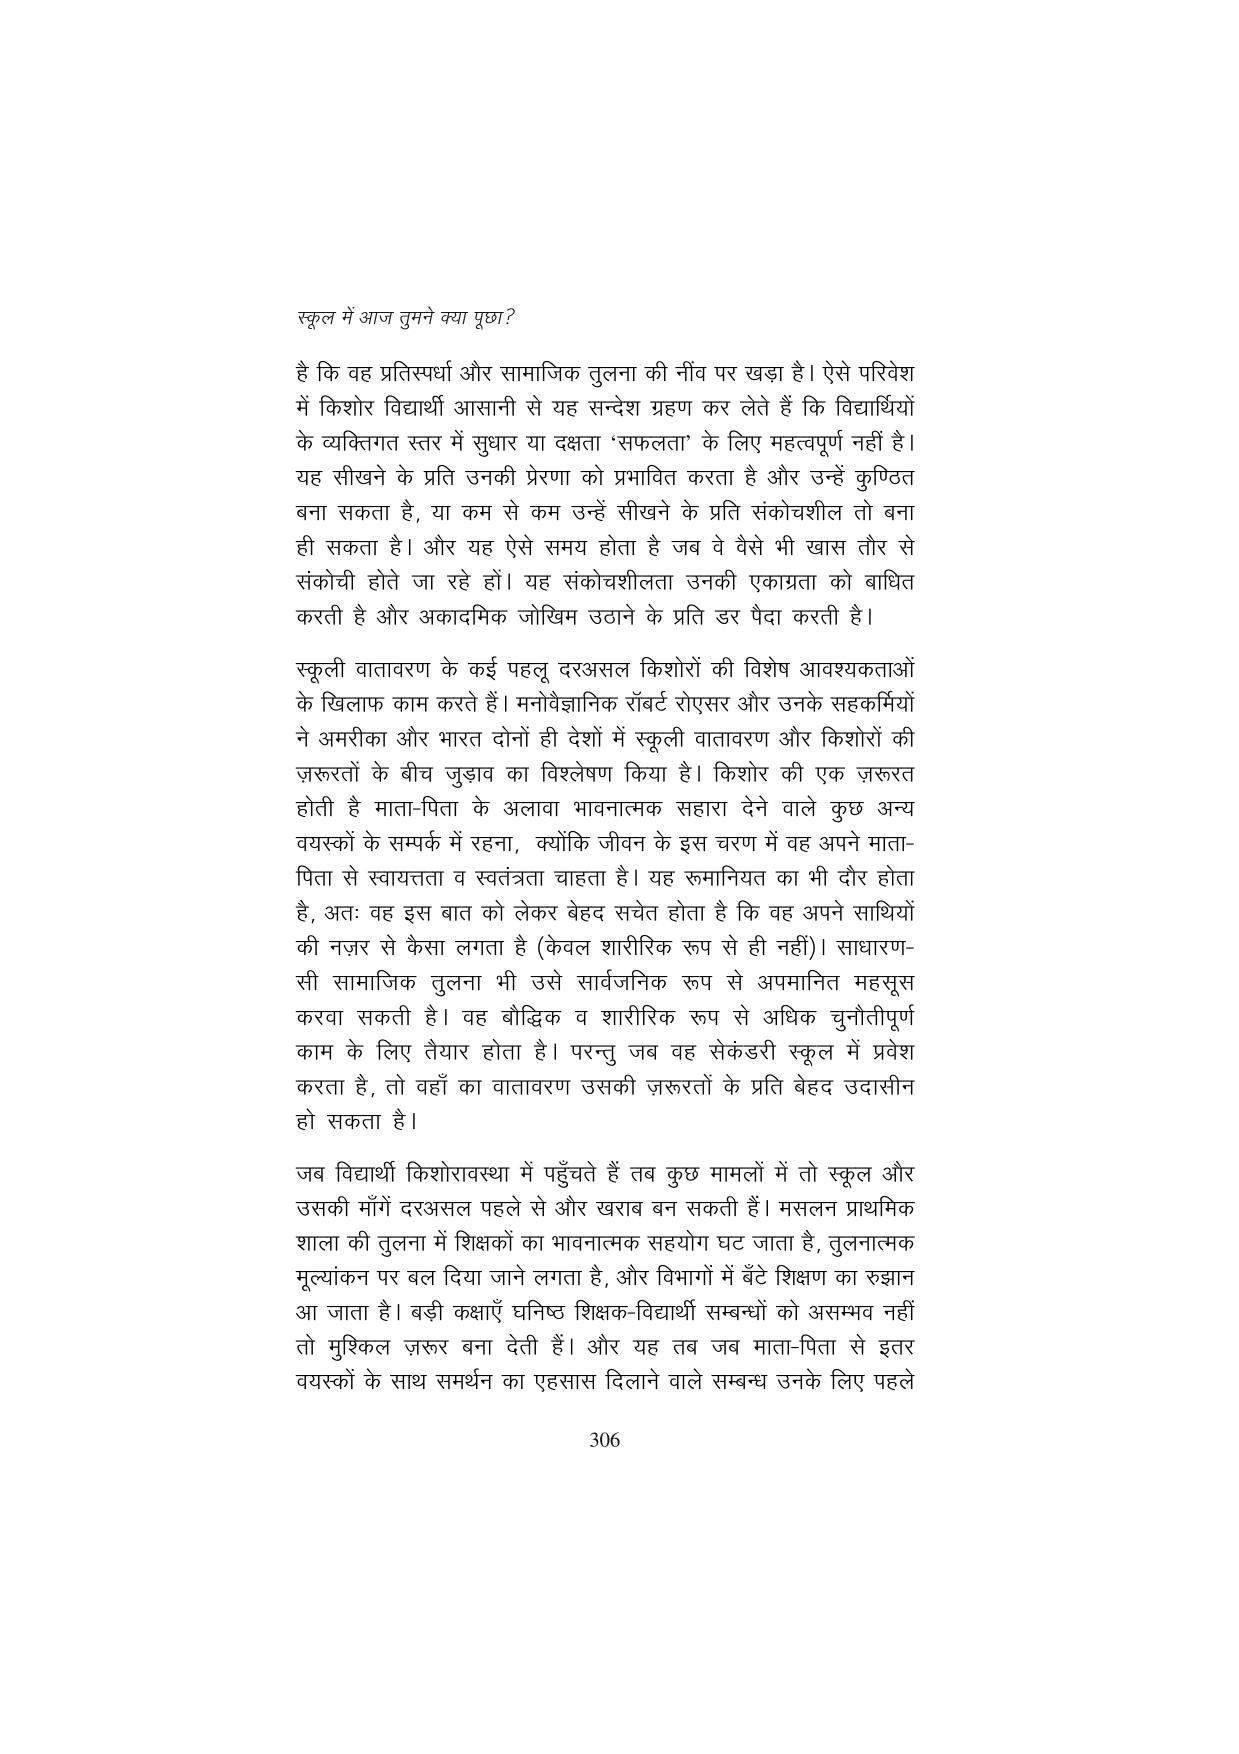 स्कूल में आज तुमने क्या पूछा?
है कि वह प्रतिस्पर्धा और सामाजिक तुलना की नींव पर खड़ा है। ऐसे परिवेश
में किशोर विद्यार्थी आसानी से यह सन्देश ग्रहण कर लेते हैं कि विद्यार्थियों
के व्यक्तिगत स्तर में सुधार या दक्षता ‘सफलता’ के लिए महत्वपूर्ण नहीं है।
यह सीखने के प्रति उनकी प्रेरणा को प्रभावित करता है और उन्हें कुण्ठित
बना सकता है, या कम से कम उन्हें सीखने के प्रति संकोचशील तो बना
ही सकता है। और यह ऐसे समय होता है जब वे वैसे भी खास तौर से
संकोची होते जा रहे हों। यह संकोचशीलता उनकी एकाग्रता को बाधित
करती है और अकादमिक जोखिम उठाने के प्रति डर पैदा करती है।
स्कूली वातावरण के कई पहलू दरअसल किशोरों की विशेष आवश्यकताओं
के खिलाफ काम करते हैं। मनोवैज्ञानिक रॉबर्ट रोएसर और उनके सहकर्मियों
ने अमरीका और भारत दोनों ही देशों में स्कूली वातावरण और किशोरों की
ज़रूरतों के बीच जुड़ाव का विश्लेषण किया है। किशोर की एक ज़रूरत
होती है माता-पिता के अलावा भावनात्मक सहारा देने वाले कुछ अन्य
वयस्कों के सम्पर्क में रहना, क्योंकि जीवन के इस चरण में वह अपने माता-
पिता से स्वायत्तता व स्वतंत्रता चाहता है। यह रूमानियत का भी दौर होता
है, अतः वह इस बात को लेकर बेहद सचेत होता है कि वह अपने साथियों
की नज़र से कैसा लगता है (केवल शारीरिक रूप से ही नहीं)। साधारण-
सी सामाजिक तुलना भी उसे सार्वजनिक रूप से अपमानित महसूस
करवा सकती है। वह बौद्धिक व शारीरिक रूप से अधिक चुनौतीपूर्ण
काम के लिए तैयार होता है। परन्तु जब वह सेकंडरी स्कूल में प्रवेश
करता है, तो वहाँ का वातावरण उसकी ज़रूरतों के प्रति बेहद उदासीन
हो सकता है।
जब विद्यार्थी किशोरावस्था में पहुँचते हैं तब कुछ मामलों में तो स्कूल और
उसकी माँगें दरअसल पहले से और खराब बन सकती हैं। मसलन प्राथमिक
शाला की तुलना में शिक्षकों का भावनात्मक सहयोग घट जाता है, तुलनात्मक
मूल्यांकन पर बल दिया जाने लगता है, और विभागों में बँटे शिक्षण का रुझान
आ जाता है। बड़ी कक्षाएँ घनिष्ठ शिक्षक-विद्यार्थी सम्बन्धों को असम्भव नहीं
तो मुश्किल ज़रूर बना देती हैं। और यह तब जब माता-पिता से इतर
वयस्कों के साथ समर्थन का एहसास दिलाने वाले सम्बन्ध उनके लिए पहले
306